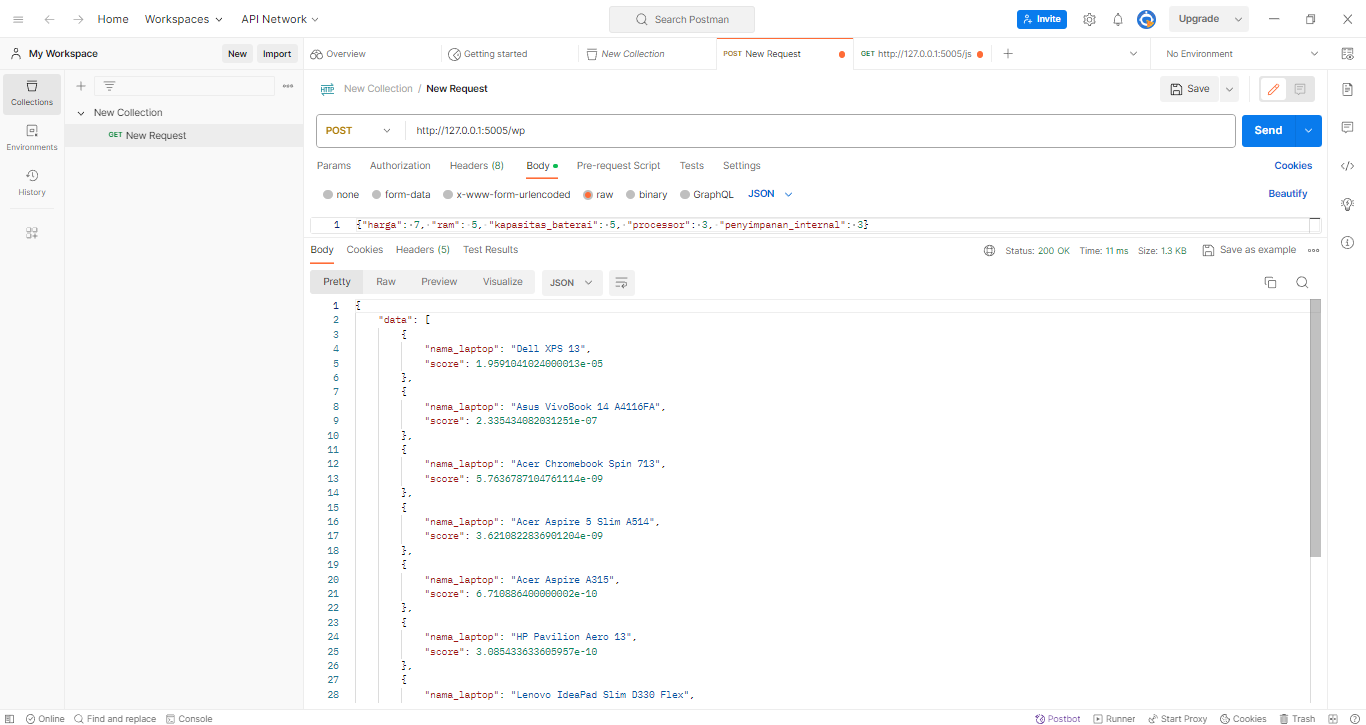 Home Workspaces API Network Search Postman Invite Upgrade
My Workspace New Import Overview Getting started New Collection POST New Request GET http://127.0.0.1:5005/js No Environment
Collections
Environments
History
New Collection
GET New Request
New Collection / New Request Save
POST http://127.0.0.1:5005/wp Send
Params Authorization Headers (8) Body Pre-request Script Tests Settings Cookies
none form-data x-www-form-urlencoded raw binary GraphQL JSON Beautify
1 {"harga": 7, "ram": 5, "kapasitas_baterai": 5, "processor": 3, "penyimpanan_internal": 3}
Body Cookies Headers (5) Test Results Status: 200 OK Time: 11 ms Size: 1.3 KB Save as example
Pretty Raw Preview Visualize JSON
1 {
2 "data": [
3 {
4 "nama_laptop": "Dell XPS 13",
5 "score": 1.9591041024000013e-05
6 },
7 {
8 "nama_laptop": "Asus VivoBook 14 A4116FA",
9 "score": 2.335434082031251e-07
10 },
11 {
12 "nama_laptop": "Acer Chromebook Spin 713",
13 "score": 5.7636787104761114e-09
14 },
15 {
16 "nama_laptop": "Acer Aspire 5 Slim A514",
17 "score": 3.6210822836901204e-09
18 },
19 {
20 "nama_laptop": "Acer Aspire A315",
21 "score": 6.710886400000002e-10
22 },
23 {
24 "nama_laptop": "HP Pavilion Aero 13",
25 "score": 3.085433633605957e-10
26 },
27 {
28 "nama_laptop": "Lenovo IdeaPad Slim D330 Flex",
Online Find and replace Console Postbot Runner Start Proxy Cookies Trash